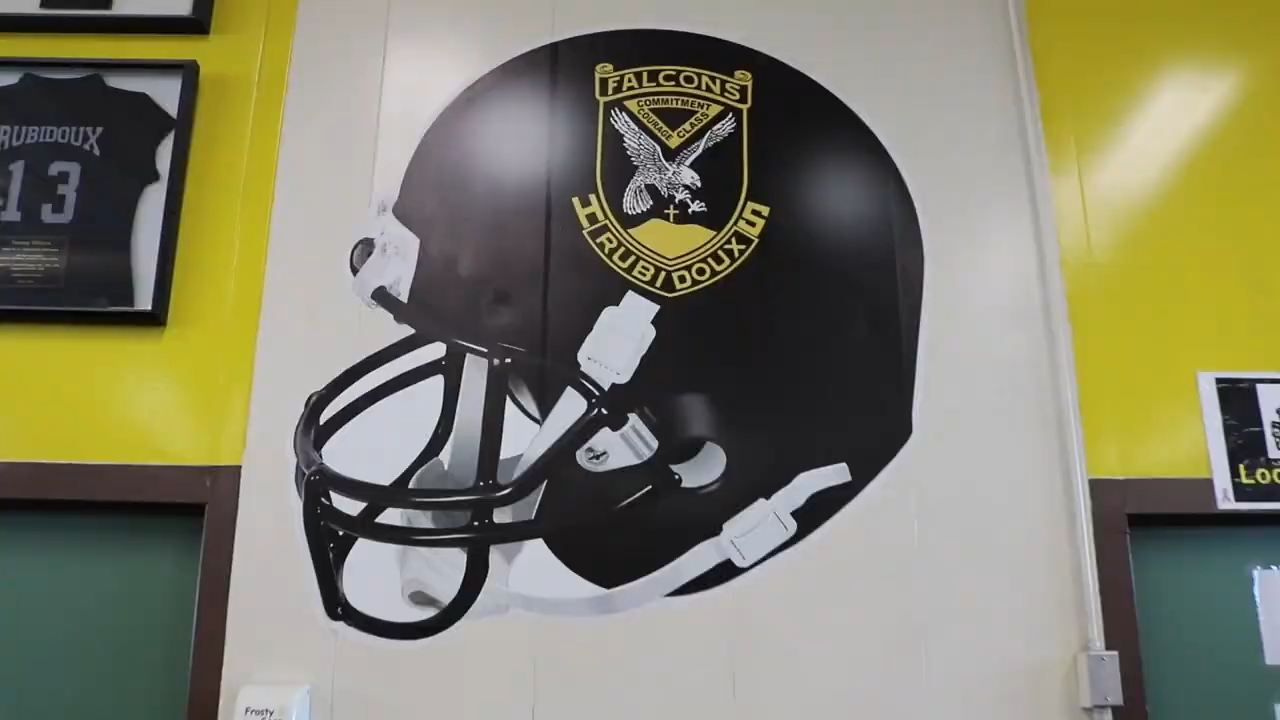 RUBIDOUX
13
FALCONS
COMMITMENT
COURAGE CLASS
H S
RUBIDOUX
LOC
Frosty